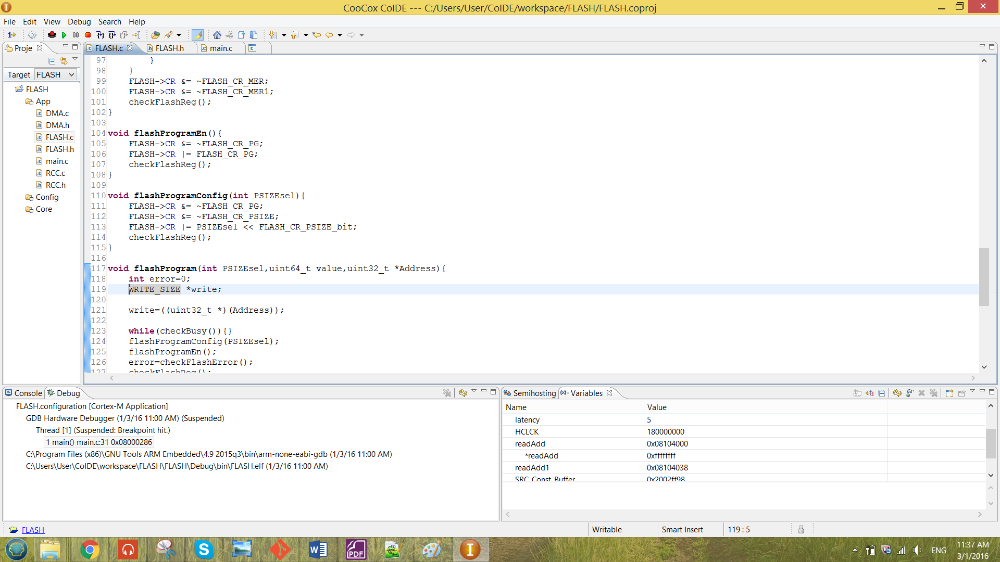 CooCox CoIDE --- C:/Users/User/CoIDE/workspace/FLASH/FLASH.coproj
File Edit View Debug Search Help
Proje
FLASH.c FLASH.h main.c
Target FLASH
FLASH
App
DMA.c
DMA.h
FLASH.c
FLASH.h
main.c
RCC.c
RCC.h
Config
Core
97 }
98 }
99 FLASH->CR &= ~FLASH_CR_MER;
100 FLASH->CR &= ~FLASH_CR_MER1;
101 checkFlashReg();
102 }
103
104 void flashProgramEn(){
105 FLASH->CR &= ~FLASH_CR_PG;
106 FLASH->CR |= FLASH_CR_PG;
107 checkFlashReg();
108 }
109
110 void flashProgramConfig(int PSIZEsel){
111 FLASH->CR &= ~FLASH_CR_PG;
112 FLASH->CR &= ~FLASH_CR_PSIZE;
113 FLASH->CR |= PSIZEsel << FLASH_CR_PSIZE_bit;
114 checkFlashReg();
115 }
116
117 void flashProgram(int PSIZEsel,uint64_t value,uint32_t *Address){
118 int error=0;
119 WRITE_SIZE *write;
120
121 write=((uint32_t *)(Address));
122
123 while(checkBusy()){}
124 flashProgramConfig(PSIZEsel);
125 flashProgramEn();
126 error=checkFlashError();
127 checkFlashReg();
Console Debug
FLASH.configuration [Cortex-M Application]
GDB Hardware Debugger (1/3/16 11:00 AM) (Suspended)
Thread [1] (Suspended: Breakpoint hit.)
1 main() main.c:31 0x08000286
C:\Program Files (x86)\GNU Tools ARM Embedded\4.9 2015q3\bin\arm-none-eabi-gdb (1/3/16 11:00 AM)
C:\Users\User\CoIDE\workspace\FLASH\FLASH\Debug\bin\FLASH.elf (1/3/16 11:00 AM)
Semihosting Variables
Name Value
latency 5
HCLCK 180000000
readAdd 0x08104000
*readAdd 0xffffffff
readAdd1 0x08104038
SRC_Const_Buffer 0x2002ff98
FLASH
Writable Smart Insert 119 : 5
ENG
11:37 AM
3/1/2016